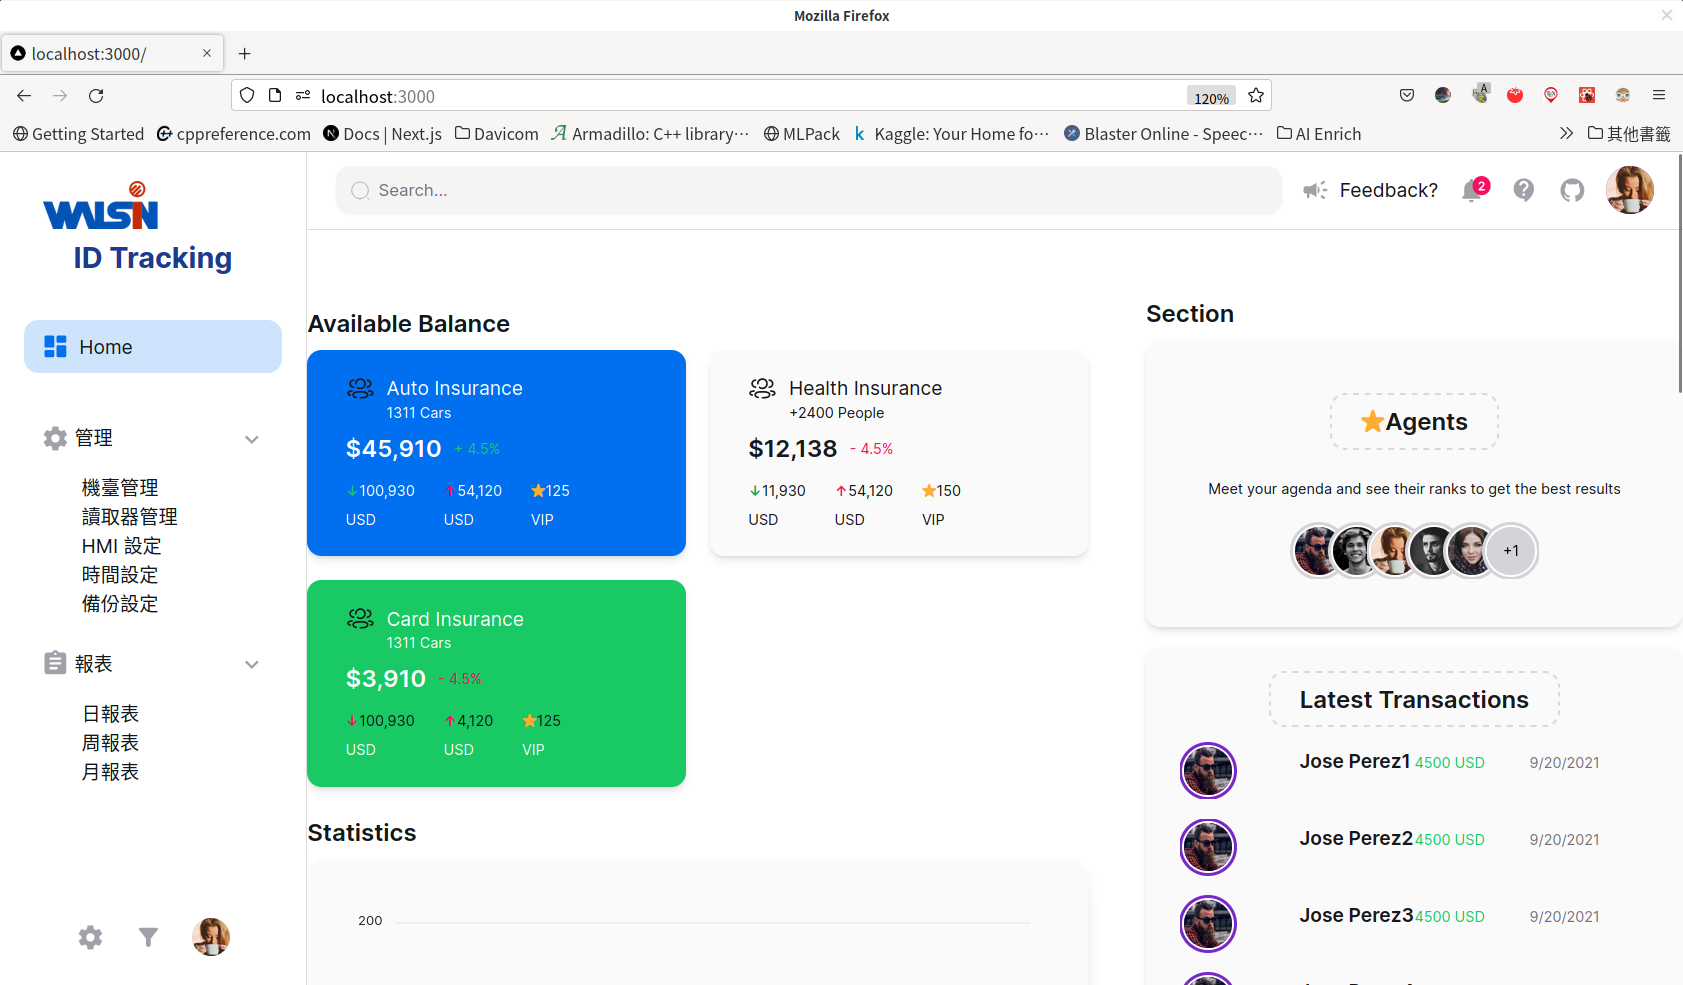 Mozilla Firefox
localhost:3000/
localhost:3000
120%
Getting Started
cppreference.com
Docs | Next.js
Davicom
Armadillo: C++ library…
MLPack
Kaggle: Your Home fo…
Blaster Online - Speec…
AI Enrich
其他書籤
WALSIN
ID Tracking
Home
管理
機臺管理
讀取器管理
HMI 設定
時間設定
備份設定
報表
日報表
周報表
月報表
Search...
Feedback?
2
Available Balance
Auto Insurance
1311 Cars
$45,910 + 4.5%
↓100,930 ↑54,120 ⭐125
USD USD VIP
Health Insurance
+2400 People
$12,138 - 4.5%
↓11,930 ↑54,120 ⭐150
USD USD VIP
Card Insurance
1311 Cars
$3,910 - 4.5%
↓100,930 ↑4,120 ⭐125
USD USD VIP
Statistics
200
Section
⭐Agents
Meet your agenda and see their ranks to get the best results
+1
Latest Transactions
Jose Perez1 4500 USD 9/20/2021
Jose Perez2 4500 USD 9/20/2021
Jose Perez3 4500 USD 9/20/2021